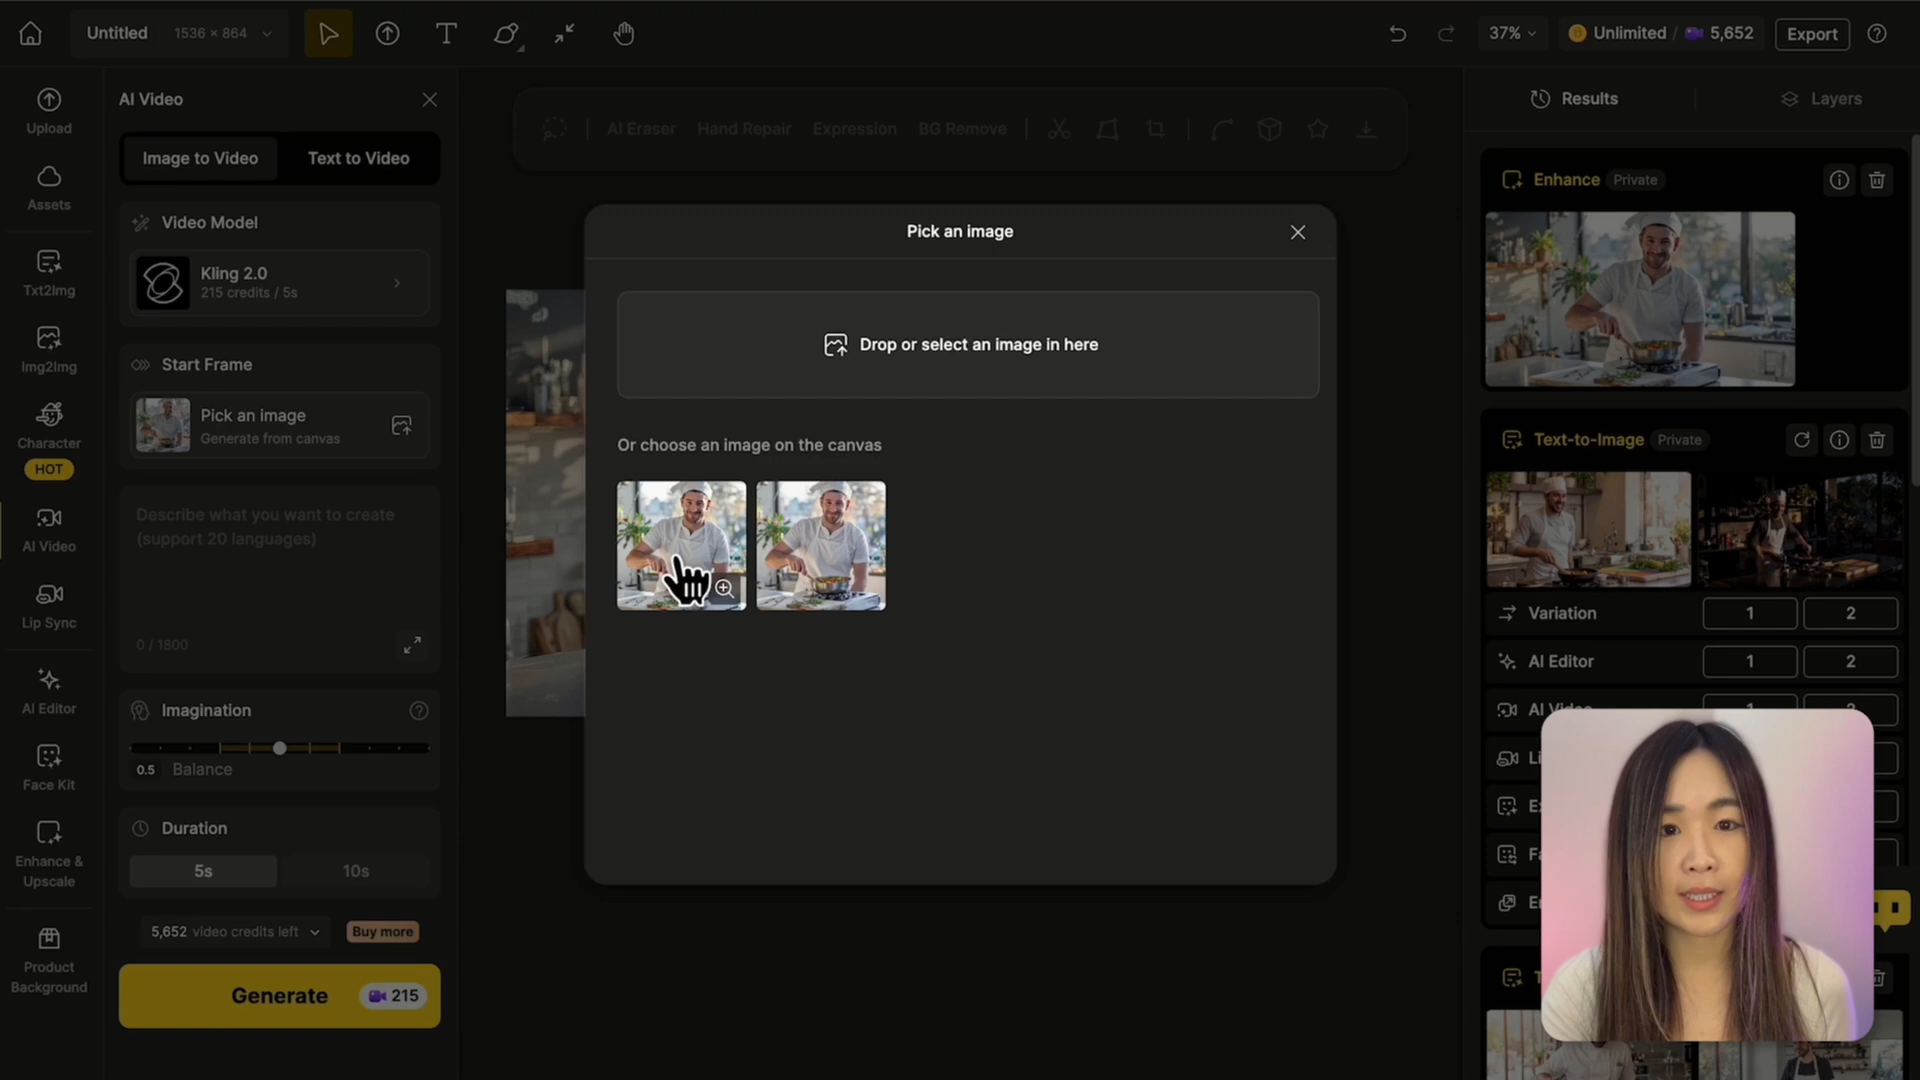 Untitled
1536 × 864
37%
Unlimited / 5,652
Export
Upload
Assets
Txt2Img
Img2Img
Character
HOT
AI Video
Lip Sync
AI Editor
Face Kit
Enhance &
Upscale
Product
Background
AI Video
Image to Video
Text to Video
Video Model
Kling 2.0
215 credits / 5s
Start Frame
Pick an image
Generate from canvas
Describe what you want to create
(support 20 languages)
0 / 1800
Imagination
0.5 Balance
Duration
5s
10s
5,652 video credits left
Buy more
Generate
215
AI Eraser
Hand Repair
Expression
BG Remove
Pick an image
Drop or select an image in here
Or choose an image on the canvas
Results
Layers
Enhance Private
Text-to-Image Private
Variation 1 2
AI Editor 1 2